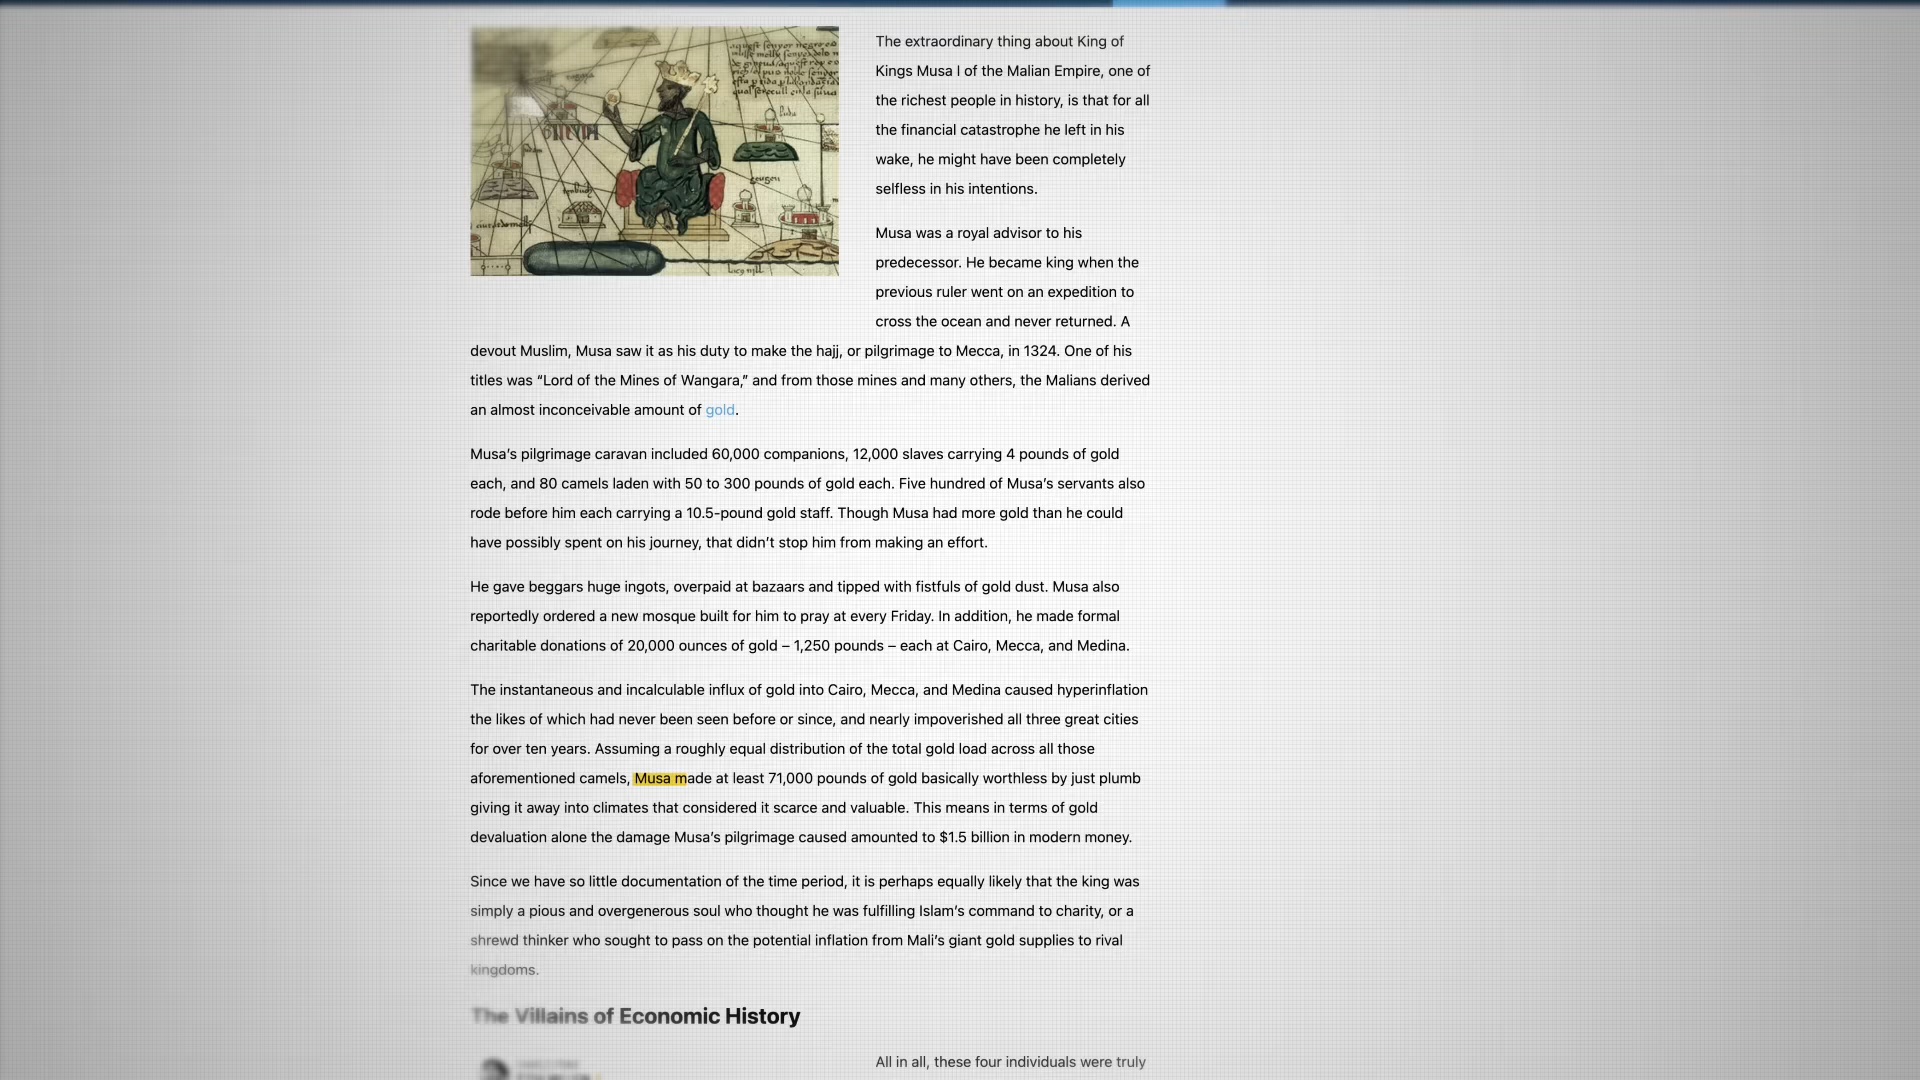 The extraordinary thing about King of
Kings Musa I of the Malian Empire, one of
the richest people in history, is that for all
the financial catastrophe he left in his
wake, he might have been completely
selfless in his intentions.
Musa was a royal advisor to his
predecessor. He became king when the
previous ruler went on an expedition to
cross the ocean and never returned. A
devout Muslim, Musa saw it as his duty to make the hajj, or pilgrimage to Mecca, in 1324. One of his
titles was “Lord of the Mines of Wangara,” and from those mines and many others, the Malians derived
an almost inconceivable amount of gold.
Musa’s pilgrimage caravan included 60,000 companions, 12,000 slaves carrying 4 pounds of gold
each, and 80 camels laden with 50 to 300 pounds of gold each. Five hundred of Musa’s servants also
rode before him each carrying a 10.5-pound gold staff. Though Musa had more gold than he could
have possibly spent on his journey, that didn’t stop him from making an effort.
He gave beggars huge ingots, overpaid at bazaars and tipped with fistfuls of gold dust. Musa also
reportedly ordered a new mosque built for him to pray at every Friday. In addition, he made formal
charitable donations of 20,000 ounces of gold – 1,250 pounds – each at Cairo, Mecca, and Medina.
The instantaneous and incalculable influx of gold into Cairo, Mecca, and Medina caused hyperinflation
the likes of which had never been seen before or since, and nearly impoverished all three great cities
for over ten years. Assuming a roughly equal distribution of the total gold load across all those
aforementioned camels, Musa made at least 71,000 pounds of gold basically worthless by just plumb
giving it away into climates that considered it scarce and valuable. This means in terms of gold
devaluation alone the damage Musa’s pilgrimage caused amounted to $1.5 billion in modern money.
Since we have so little documentation of the time period, it is perhaps equally likely that the king was
simply a pious and overgenerous soul who thought he was fulfilling Islam’s command to charity, or a
shrewd thinker who sought to pass on the potential inflation from Mali’s giant gold supplies to rival
kingdoms.
The Villains of Economic History
All in all, these four individuals were truly